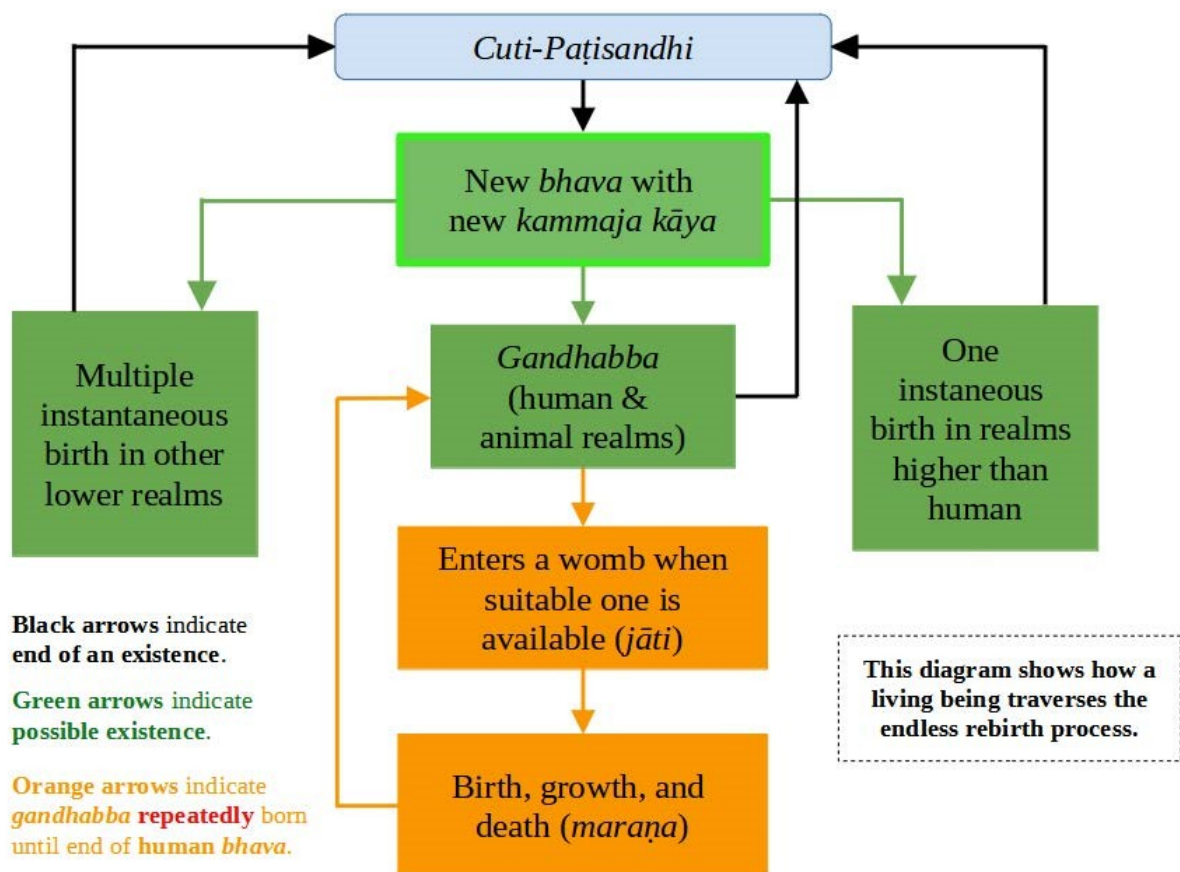 Cuti-Paṭisandhi
New bhava with
new kammaja kāya
Multiple
instantaneous
birth in other
lower realms
Gandhabba
(human &
animal realms)
One
instaneous
birth in realms
higher than
human
Enters a womb when
suitable one is
available (jāti)
Birth, growth, and
death (maraṇa)
Black arrows indicate
end of an existence.
Green arrows indicate
possible existence.
Orange arrows indicate
gandhabba repeatedly born
until end of human bhava.
This diagram shows how a
living being traverses the
endless rebirth process.